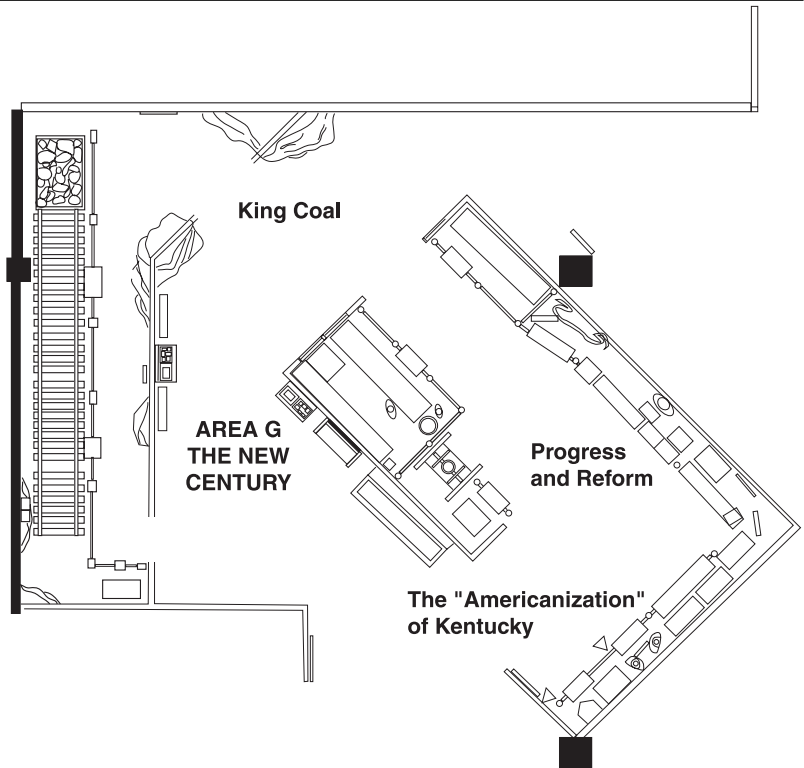 King Coal
AREA G
THE NEW
CENTURY
Progress
and Reform
The "Americanization"
of Kentucky